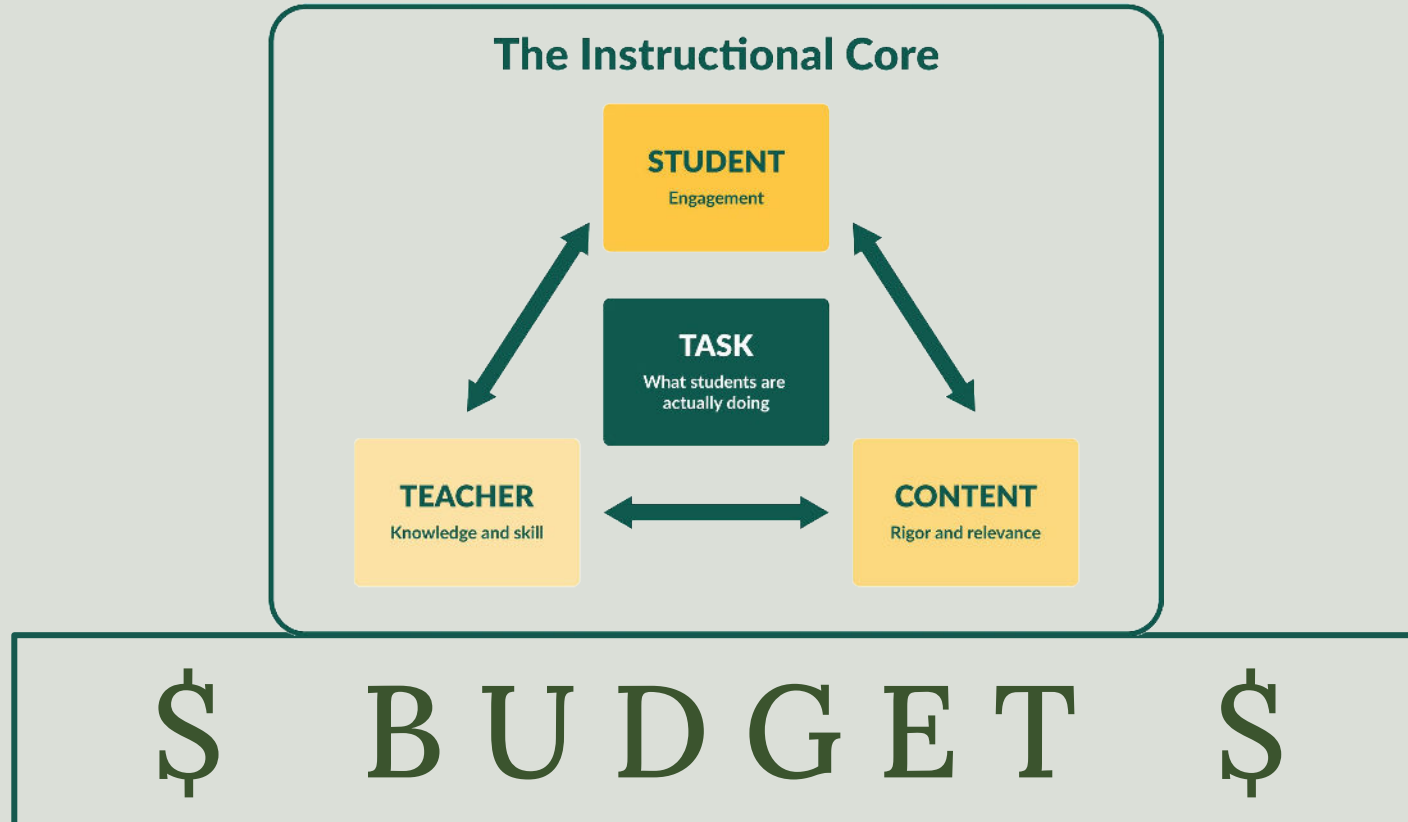 The Instructional Core
STUDENT
Engagement
TASK
What students are
actually doing
TEACHER
Knowledge and skill
CONTENT
Rigor and relevance
$ BUDGET $